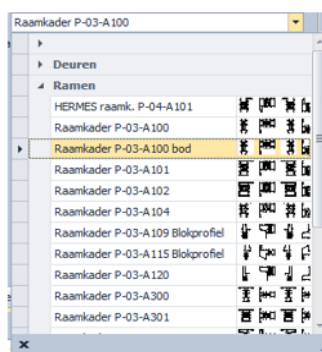 Raamkader P-03-A100
Deuren
Ramen
HERMES raamk. P-04-A101
Raamkader P-03-A100
Raamkader P-03-A100 bod
Raamkader P-03-A101
Raamkader P-03-A102
Raamkader P-03-A104
Raamkader P-03-A109 Blokprofiel
Raamkader P-03-A115 Blokprofiel
Raamkader P-03-A120
Raamkader P-03-A300
Raamkader P-03-A301